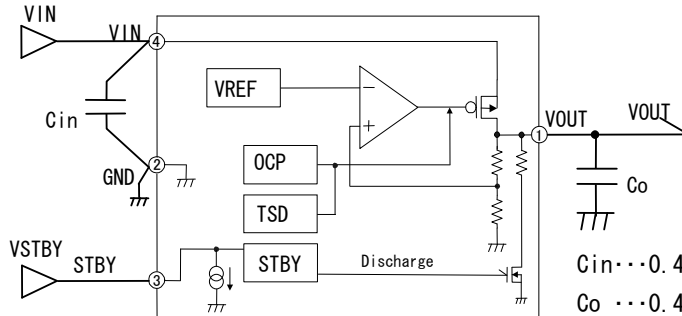 VIN
VIN
4
VREF
−
+
Cin
VOUT
1
VOUT
2
GND
OCP
TSD
Co
VSTBY
STBY
3
STBY
Discharge
Cin···0.4
Co ···0.4